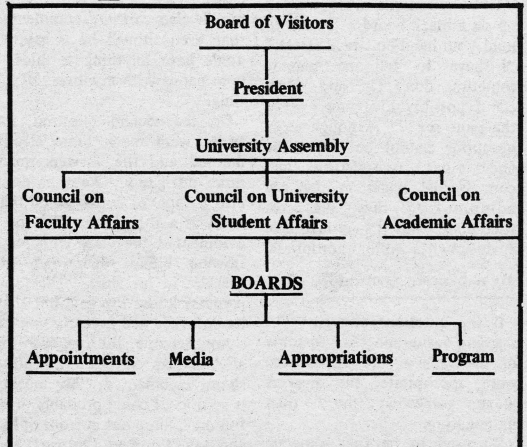 Board of Visitors
President
University Assembly
Council on
Faculty Affairs
Council on University
Student Affairs
Council on
Academic Affairs
BOARDS
Appointments
Media
Appropriations
Program